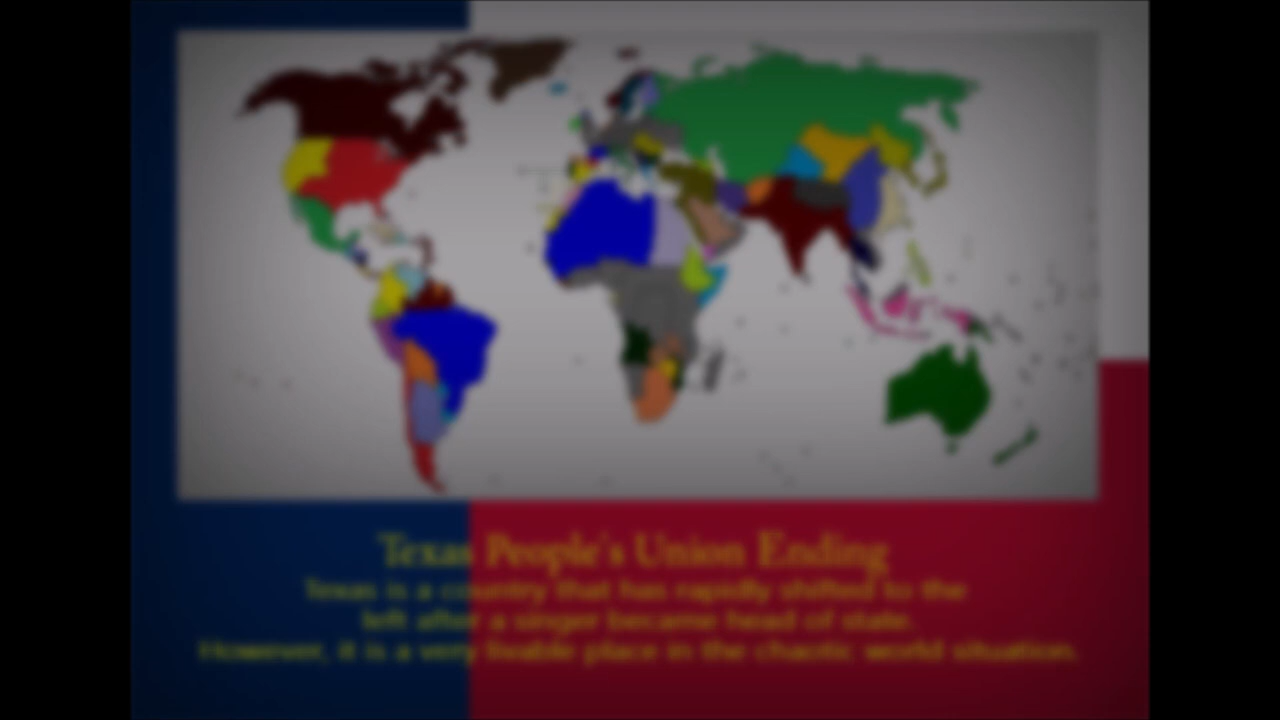 Texas People's Union Ending
Texas is a country that has rapidly shifted to the
left after a singer became head of state.
However, it is a very livable place in the chaotic world situation.